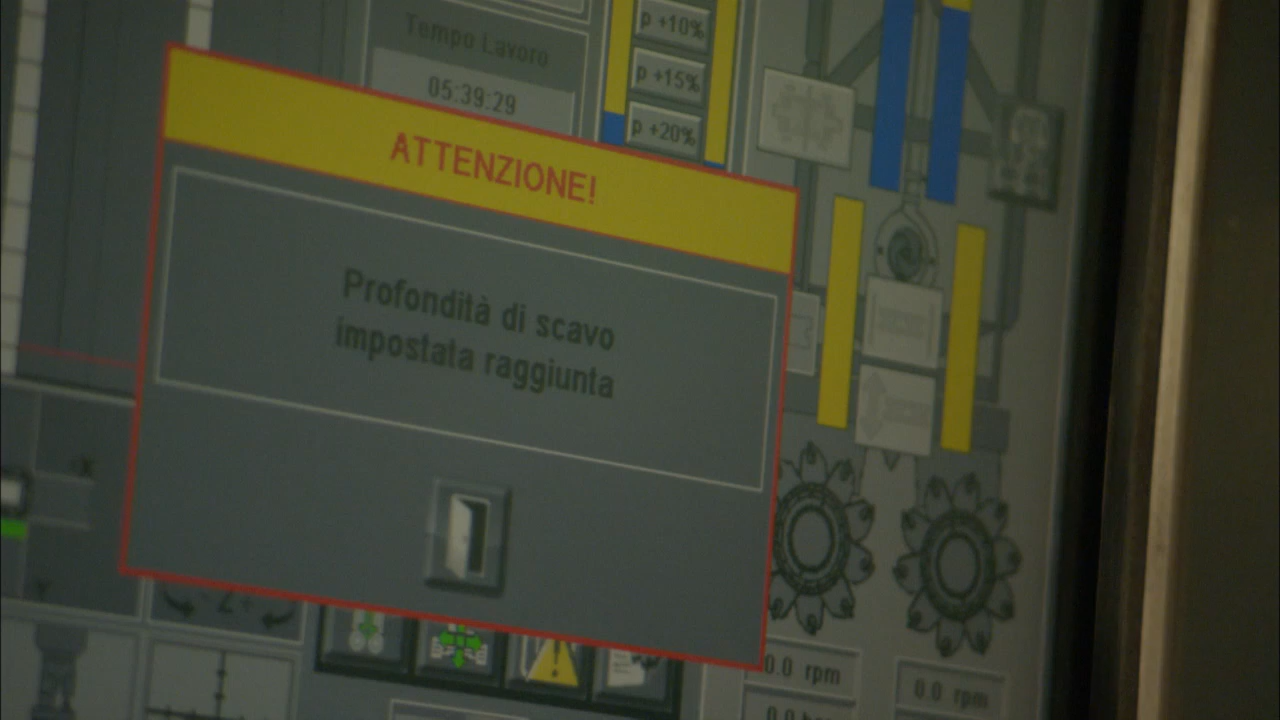 Tempo Lavoro
05:39:29
p +10%
p +15%
p +20%
ATTENZIONE!
Profondità di scavo
impostata raggiunta
0.0 rpm
0.0 rpm